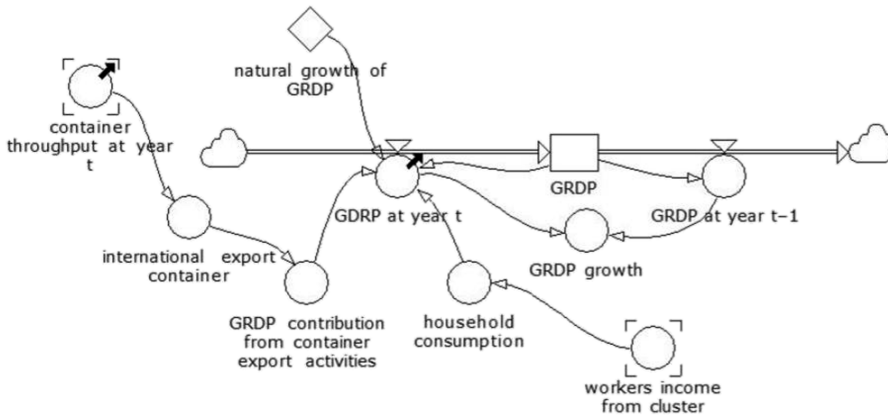 natural growth of
GRDP
container
throughput at year
t
GRDP
GDRP at year t
GRDP at year t-1
international export
container
GRDP growth
GRDP contribution
from container
export activities
household
consumption
workers income
from cluster